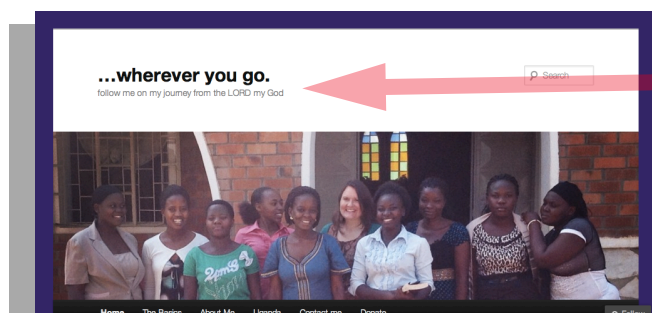 ...wherever you go.
follow me on my journey from the LORD my God
Search
Home The Basics About Me Uganda Contact me Donate
Follow